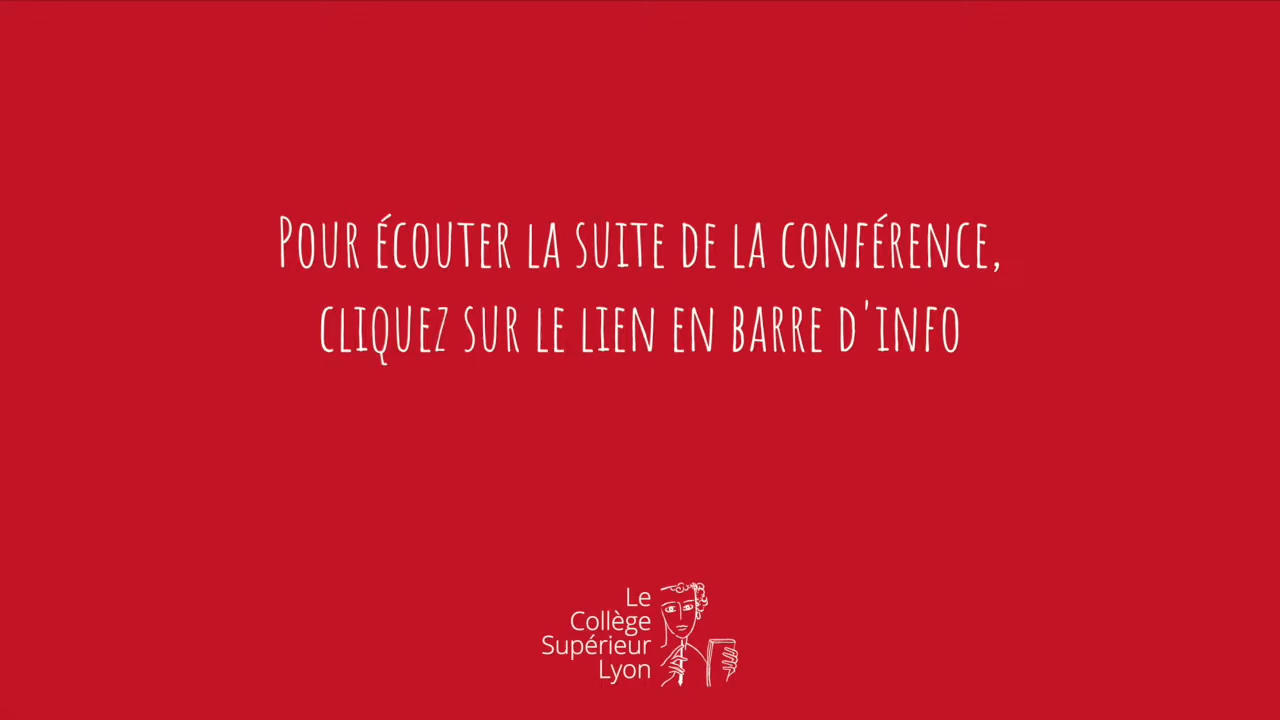 Pour écouter la suite de la conférence,
cliquez sur le lien en barre d'info
Le
Collège
Supérieur
Lyon